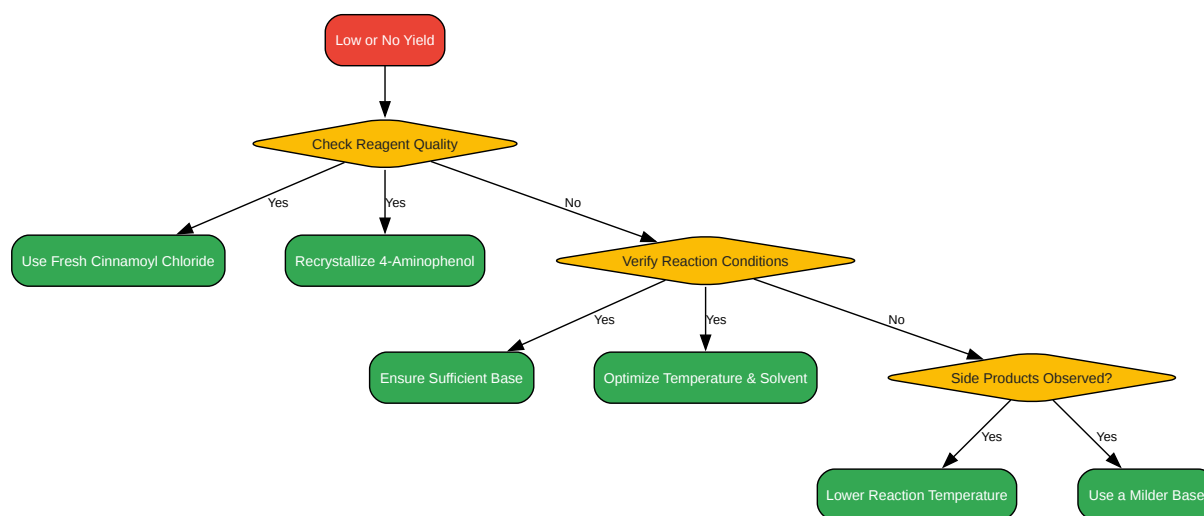 Low or No Yield
Check Reagent Quality
Yes
Yes
No
Use Fresh Cinnamoyl Chloride
Recrystallize 4-Aminophenol
Verify Reaction Conditions
Yes
Yes
No
Ensure Sufficient Base
Optimize Temperature & Solvent
Side Products Observed?
Yes
Yes
Lower Reaction Temperature
Use a Milder Base